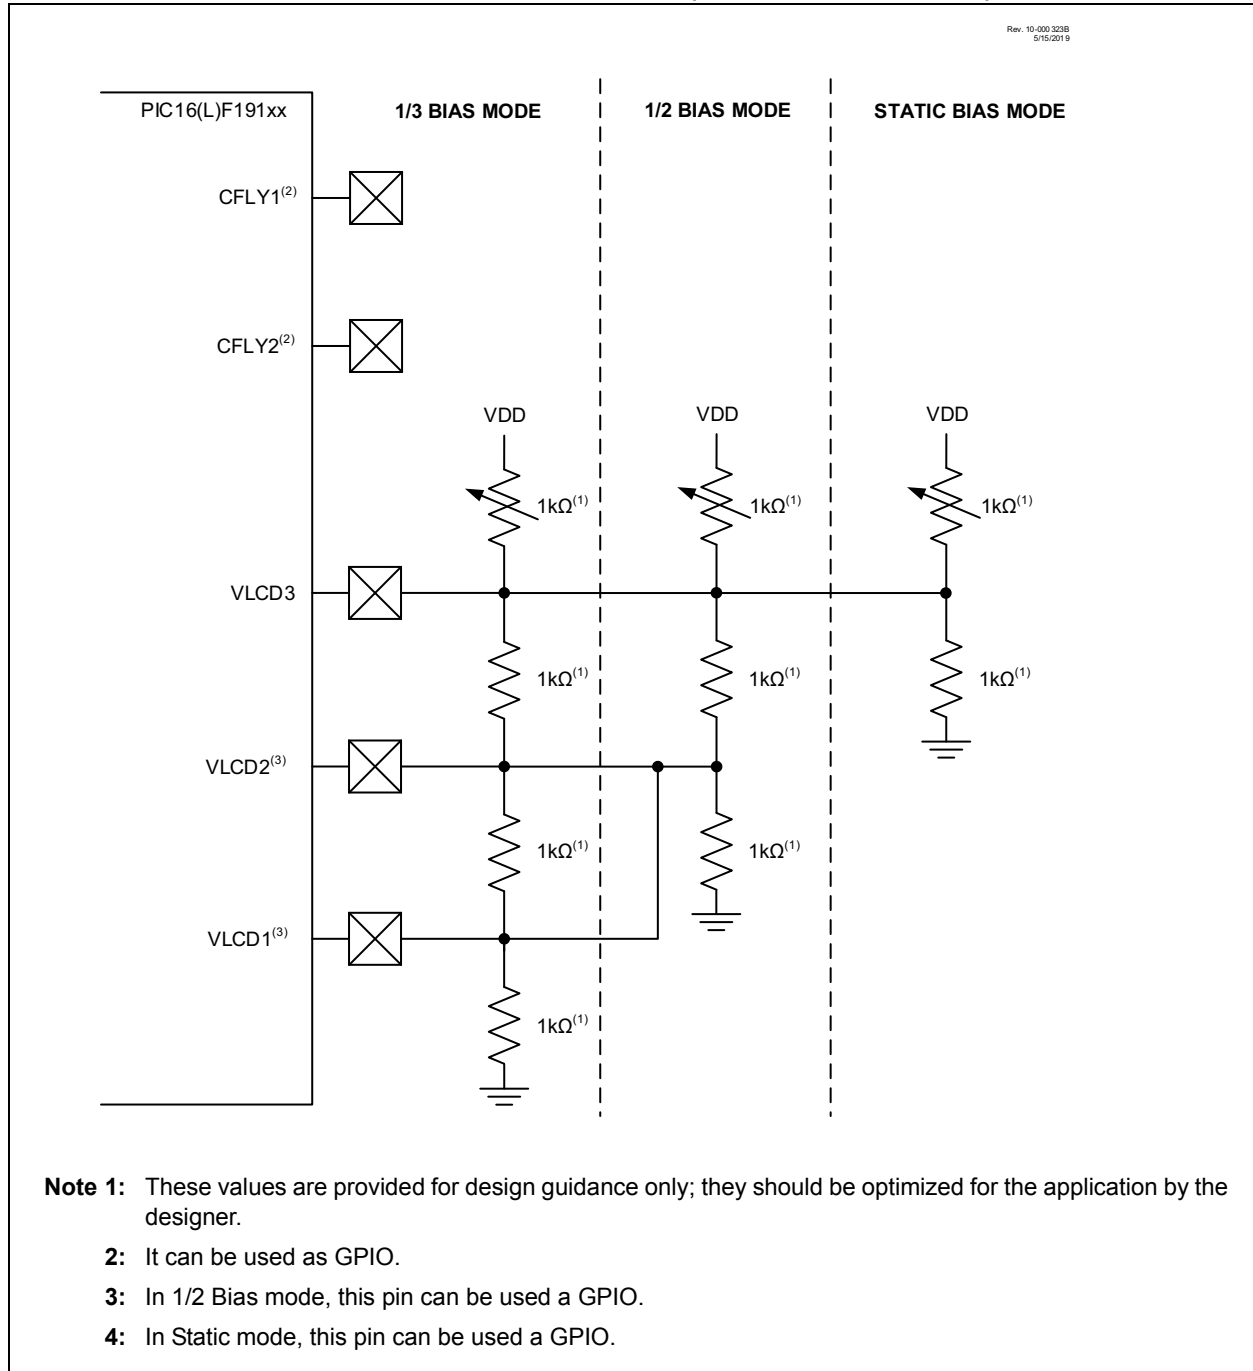 Rev. 10-000 323B
5/15/2019
PIC16(L)F191xx
1/3 BIAS MODE
1/2 BIAS MODE
STATIC BIAS MODE
CFLY1(2)
CFLY2(2)
VDD
VDD
VDD
1kΩ(1)
1kΩ(1)
1kΩ(1)
VLCD3
1kΩ(1)
1kΩ(1)
1kΩ(1)
VLCD2(3)
1kΩ(1)
1kΩ(1)
VLCD1(3)
1kΩ(1)
Note 1: These values are provided for design guidance only; they should be optimized for the application by the
designer.
2: It can be used as GPIO.
3: In 1/2 Bias mode, this pin can be used a GPIO.
4: In Static mode, this pin can be used a GPIO.